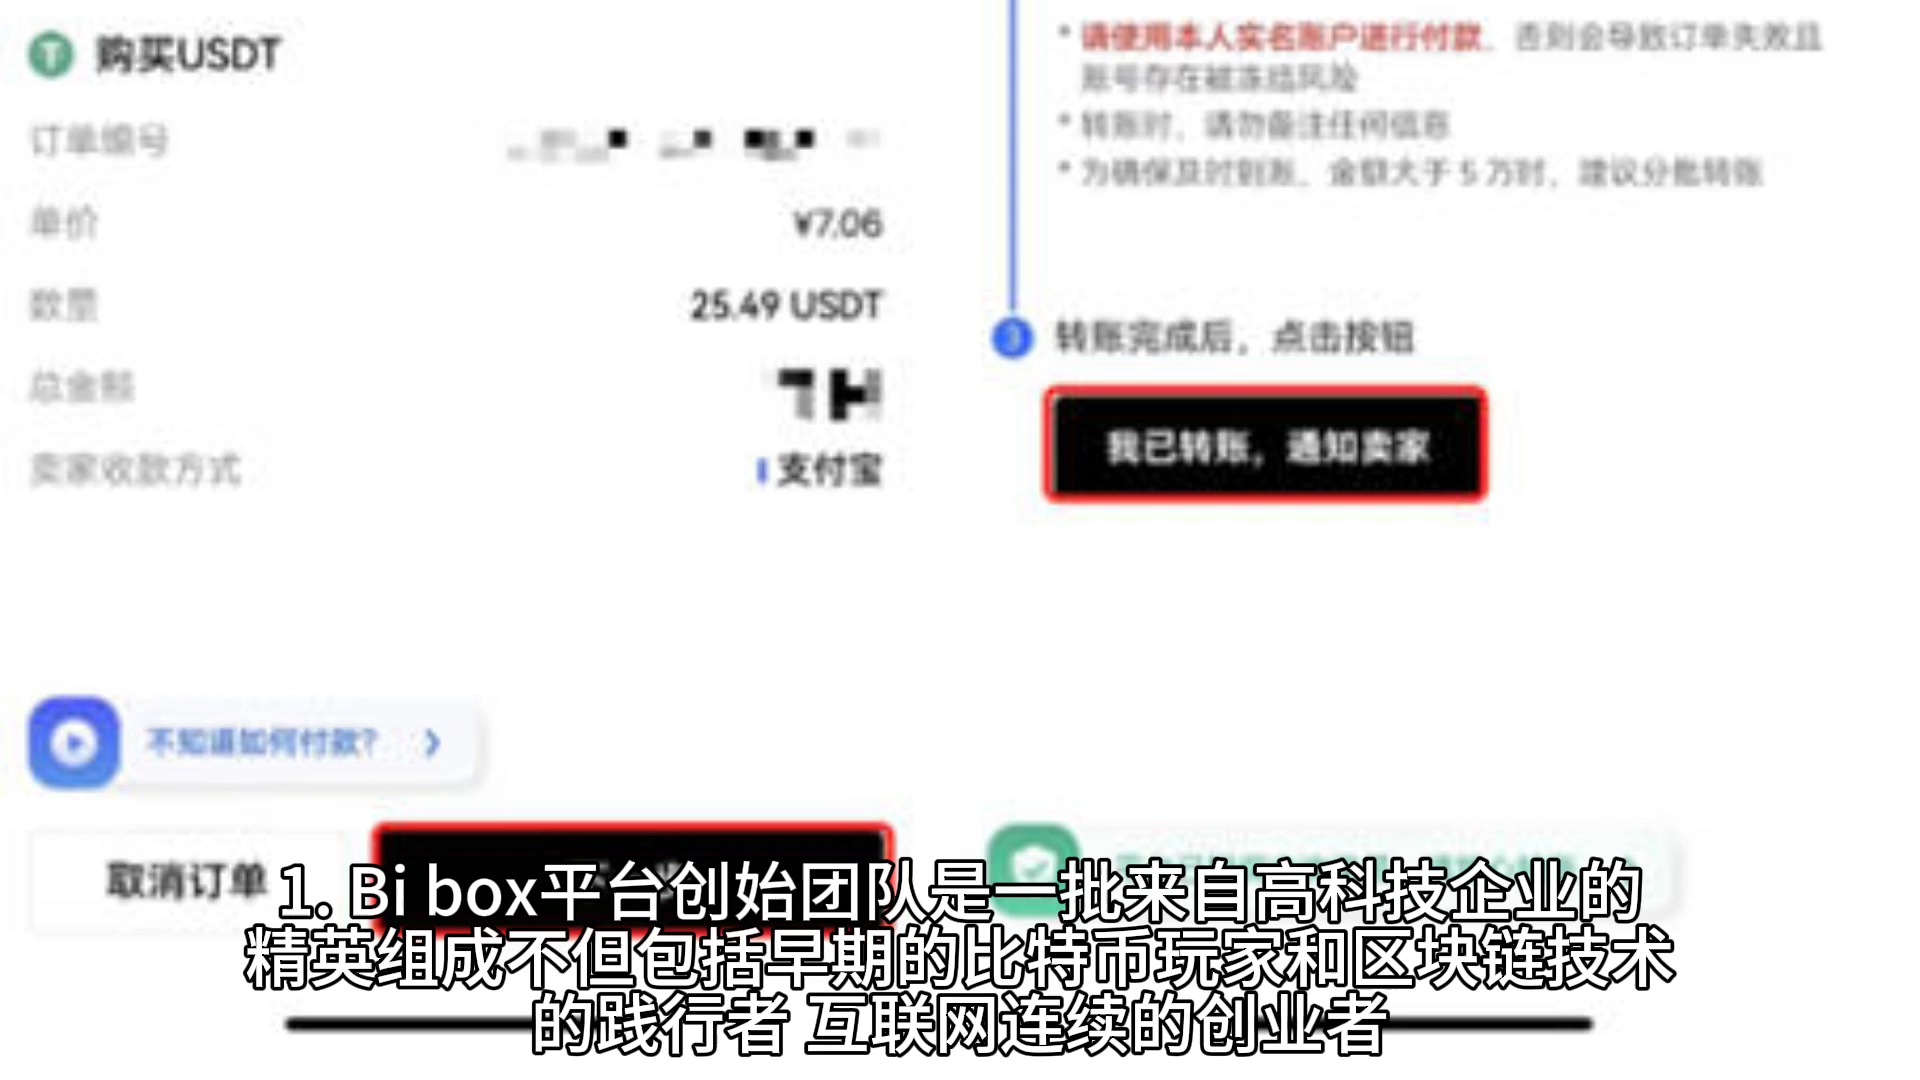 购买USDT
订单编号
单价
¥7.06
数量
25.49 USDT
总金额
卖家收款方式
支付宝
不知道如何付款?
取消订单
* 请使用本人实名账户进行付款，否则会导致订单失败且
账号存在被冻结风险
* 转账时，请勿备注任何信息
* 为确保及时到账，金额大于 5 万时，建议分批转账
3 转账完成后，点击按钮
我已转账，通知卖家
1. Bi box平台创始团队是一批来自高科技企业的
精英组成不但包括早期的比特币玩家和区块链技术
的践行者 互联网连续的创业者